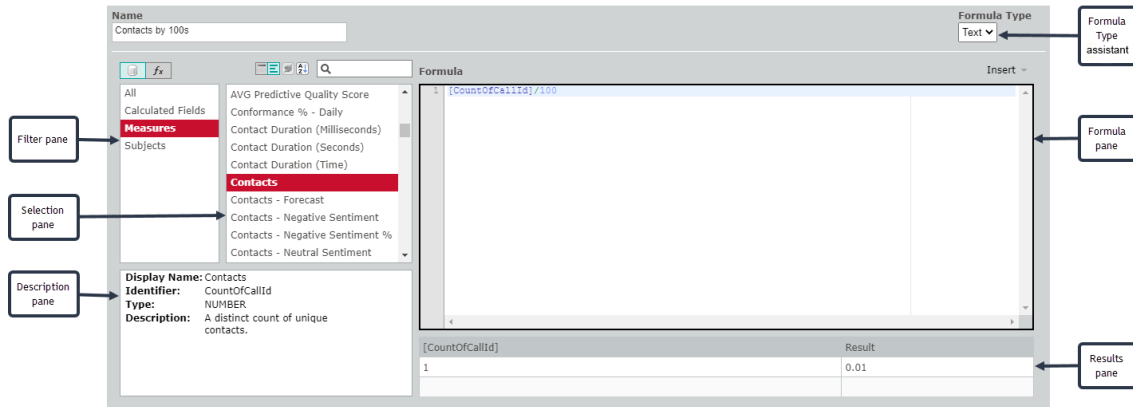 Name
Contacts by 100s
Formula Type
Text
Formula
Type
assistant
fx
A
Z
Formula
Insert
All
Calculated Fields
Measures
Subjects
AVG Predictive Quality Score
Conformance % - Daily
Contact Duration (Milliseconds)
Contact Duration (Seconds)
Contact Duration (Time)
Contacts
Contacts - Forecast
Contacts - Negative Sentiment
Contacts - Negative Sentiment %
Contacts - Neutral Sentiment
1 [CountOfCallId]/100
Filter pane
Formula
pane
Selection
pane
Description
pane
Display Name: Contacts
Identifier: CountOfCallId
Type: NUMBER
Description: A distinct count of unique
contacts.
[CountOfCallId] Result
1 0.01
Results
pane